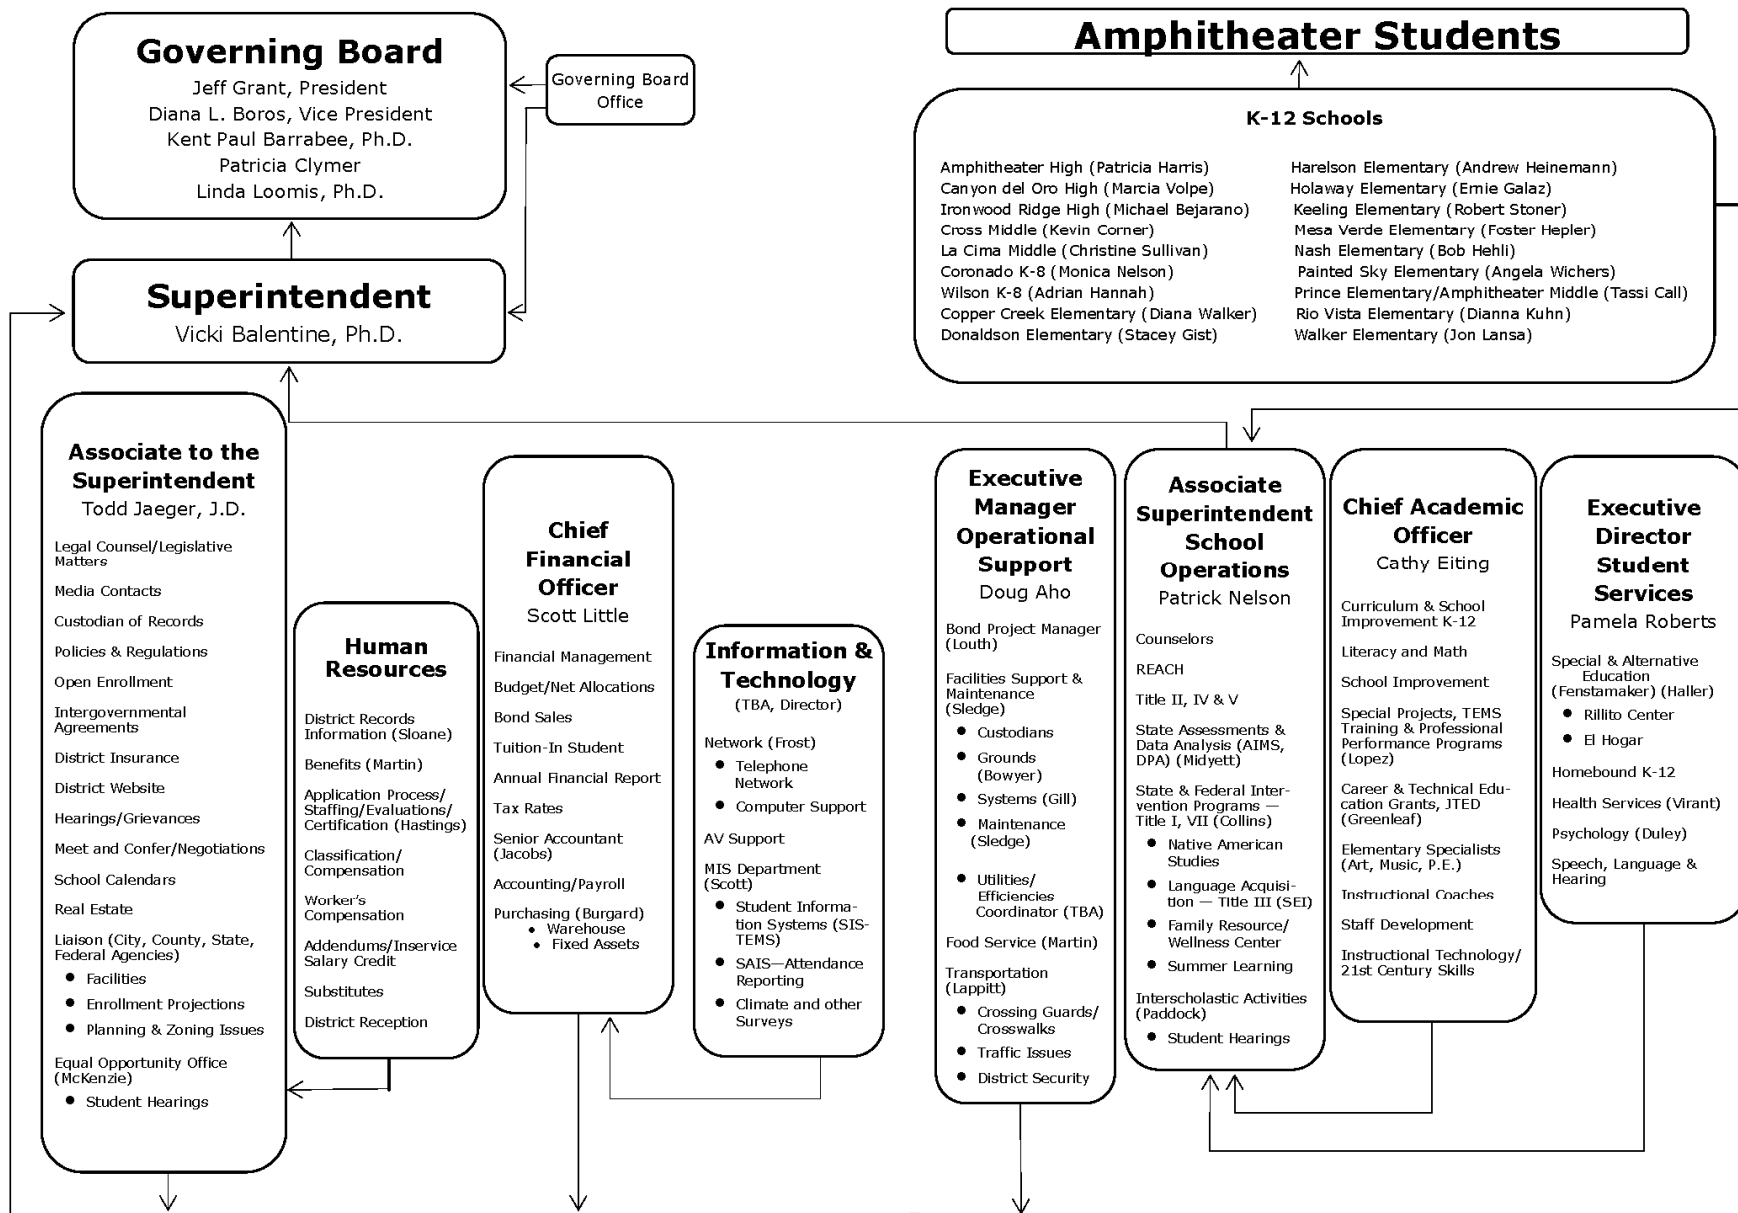 Governing Board
Jeff Grant, President
Diana L. Boros, Vice President
Kent Paul Barrabee, Ph.D.
Patricia Clymer
Linda Loomis, Ph.D.
Governing Board
Office
Amphitheater Students
K-12 Schools
Amphitheater High (Patricia Harris)
Canyon del Oro High (Marcia Volpe)
Ironwood Ridge High (Michael Bejarano)
Cross Middle (Kevin Corner)
La Cima Middle (Christine Sullivan)
Coronado K-8 (Monica Nelson)
Wilson K-8 (Adrian Hannah)
Copper Creek Elementary (Diana Walker)
Donaldson Elementary (Stacey Gist)
Harelson Elementary (Andrew Heinemann)
Holaway Elementary (Ernie Galaz)
Keeling Elementary (Robert Stoner)
Mesa Verde Elementary (Foster Hepler)
Nash Elementary (Bob Hehli)
Painted Sky Elementary (Angela Wichers)
Prince Elementary/Amphitheater Middle (Tassi Call)
Rio Vista Elementary (Dianna Kuhn)
Walker Elementary (Jon Lansa)
Superintendent
Vicki Balentine, Ph.D.
Associate to the
Superintendent
Todd Jaeger, J.D.
Legal Counsel/Legislative
Matters
Media Contacts
Custodian of Records
Policies & Regulations
Open Enrollment
Intergovernmental
Agreements
District Insurance
District Website
Hearings/Grievances
Meet and Confer/Negotiations
School Calendars
Real Estate
Liaison (City, County, State,
Federal Agencies)
• Facilities
• Enrollment Projections
• Planning & Zoning Issues
Equal Opportunity Office
(McKenzie)
• Student Hearings
Human
Resources
District Records
Information (Sloane)
Benefits (Martin)
Application Process/
Staffing/Evaluations/
Certification (Hastings)
Classification/
Compensation
Worker's
Compensation
Addendums/Inservice
Salary Credit
Substitutes
District Reception
Chief
Financial
Officer
Scott Little
Financial Management
Budget/Net Allocations
Bond Sales
Tuition-In Student
Annual Financial Report
Tax Rates
Senior Accountant
(Jacobs)
Accounting/Payroll
Purchasing (Burgard)
• Warehouse
• Fixed Assets
Information &
Technology
(TBA, Director)
Network (Frost)
• Telephone
Network
• Computer Support
AV Support
MIS Department
(Scott)
• Student Informa-
tion Systems (SIS-
TEMS)
• SAIS—Attendance
Reporting
• Climate and other
Surveys
Executive
Manager
Operational
Support
Doug Aho
Bond Project Manager
(Louth)
Facilities Support &
Maintenance
(Sledge)
• Custodians
• Grounds
(Bowyer)
• Systems (Gill)
• Maintenance
(Sledge)
• Utilities/
Efficiencies
Coordinator (TBA)
Food Service (Martin)
Transportation
(Lappitt)
• Crossing Guards/
Crosswalks
• Traffic Issues
• District Security
Associate
Superintendent
School
Operations
Patrick Nelson
Counselors
REACH
Title II, IV & V
State Assessments &
Data Analysis (AIMS,
DPA) (Midyett)
State & Federal Inter-
vention Programs —
Title I, VII (Collins)
• Native American
Studies
• Language Acquisi-
tion — Title III (SEI)
• Family Resource/
Wellness Center
• Summer Learning
Interscholastic Activities
(Paddock)
• Student Hearings
Chief Academic
Officer
Cathy Eiting
Curriculum & School
Improvement K-12
Literacy and Math
School Improvement
Special Projects, TEMS
Training & Professional
Performance Programs
(Lopez)
Career & Technical Edu-
cation Grants, JTED
(Greenleaf)
Elementary Specialists
(Art, Music, P.E.)
Instructional Coaches
Staff Development
Instructional Technology/
21st Century Skills
Executive
Director
Student
Services
Pamela Roberts
Special & Alternative
Education
(Fenstamaker) (Haller)
• Rillito Center
• El Hogar
Homebound K-12
Health Services (Virant)
Psychology (Duley)
Speech, Language &
Hearing